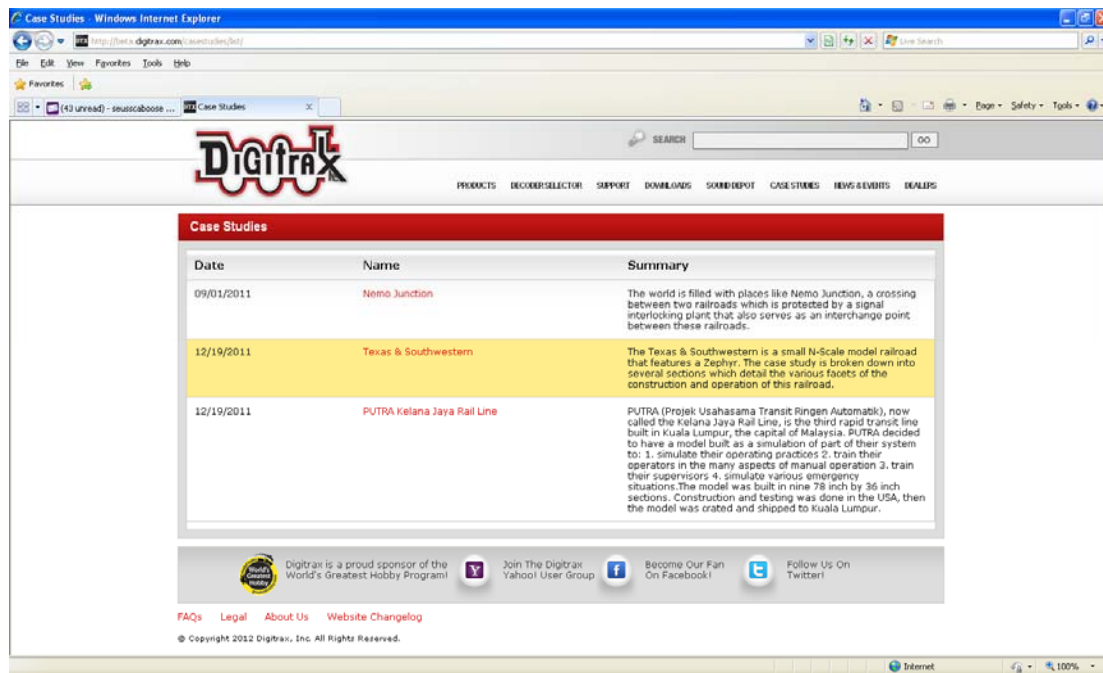 Case Studies - Windows Internet Explorer
http://beta.digitrax.com/casestudies/list/
Live Search
File Edit View Favorites Tools Help
Favorites
(43 unread) - seusscaboose ... DTX Case Studies X
Page Safety Tools
DIGITRAX
SEARCH GO
PRODUCTS DECODER SELECTOR SUPPORT DOWNLOADS SOUND DEPOT CASE STUDIES NEWS & EVENTS DEALERS
Case Studies
Date Name Summary
09/01/2011 Nemo Junction The world is filled with places like Nemo Junction, a crossing
between two railroads which is protected by a signal
interlocking plant that also serves as an interchange point
between these railroads.
12/19/2011 Texas & Southwestern The Texas & Southwestern is a small N-Scale model railroad
that features a Zephyr. The case study is broken down into
several sections which detail the various facets of the
construction and operation of this railroad.
12/19/2011 PUTRA Kelana Jaya Rail Line PUTRA (Projek Usahasama Transit Ringen Automatik), now
called the Kelana Jaya Rail Line, is the third rapid transit line
built in Kuala Lumpur, the capital of Malaysia. PUTRA decided
to have a model built as a simulation of part of their system
to: 1. simulate their operating practices 2. train their
operators in the many aspects of manual operation 3. train
their supervisors 4. simulate various emergency
situations.The model was built in nine 78 inch by 36 inch
sections. Construction and testing was done in the USA, then
the model was crated and shipped to Kuala Lumpur.
World's Greatest Hobby
Digitrax is a proud sponsor of the
World's Greatest Hobby Program!
Join The Digitrax
Yahoo! User Group
Become Our Fan
On Facebook!
Follow Us On
Twitter!
FAQs Legal About Us Website Changelog
© Copyright 2012 Digitrax, Inc. All Rights Reserved.
Internet 100%